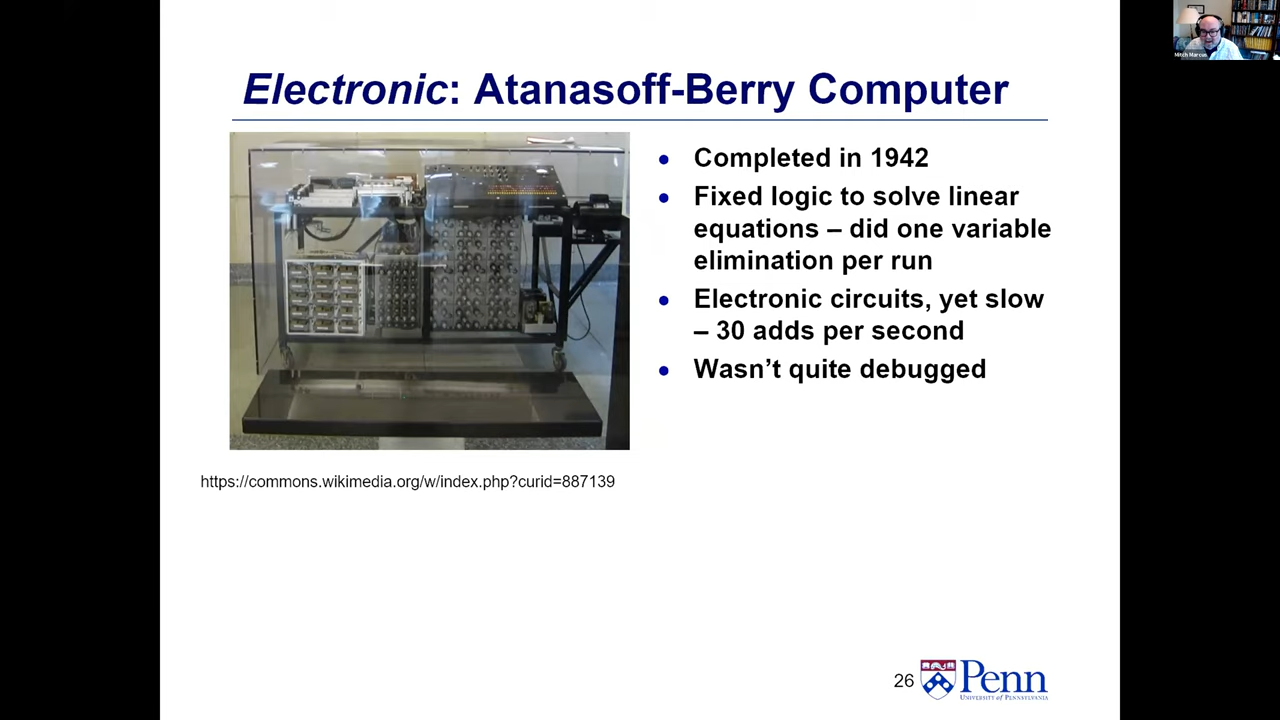 Mitch Marcus
Electronic: Atanasoff-Berry Computer
• Completed in 1942
• Fixed logic to solve linear
equations – did one variable
elimination per run
• Electronic circuits, yet slow
– 30 adds per second
• Wasn’t quite debugged
https://commons.wikimedia.org/w/index.php?curid=887139
26
Penn
UNIVERSITY of PENNSYLVANIA